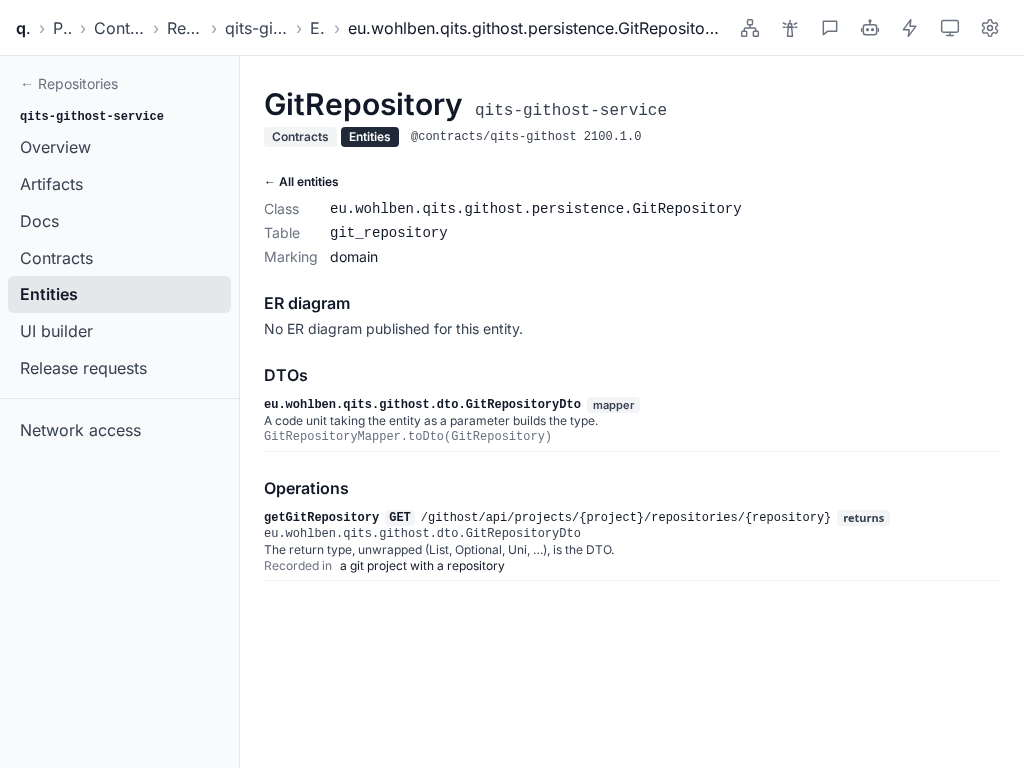 q. › P.. › Cont... › Re... › qits-gi... › E. › eu.wohlben.qits.githost.persistence.GitReposito...
← Repositories
qits-githost-service
Overview
Artifacts
Docs
Contracts
Entities
UI builder
Release requests
Network access
GitRepository qits-githost-service
Contracts Entities @contracts/qits-githost 2100.1.0
← All entities
Class eu.wohlben.qits.githost.persistence.GitRepository
Table git_repository
Marking domain
ER diagram
No ER diagram published for this entity.
DTOs
eu.wohlben.qits.githost.dto.GitRepositoryDto mapper
A code unit taking the entity as a parameter builds the type.
GitRepositoryMapper.toDto(GitRepository)
Operations
getGitRepository GET /githost/api/projects/{project}/repositories/{repository} returns
eu.wohlben.qits.githost.dto.GitRepositoryDto
The return type, unwrapped (List, Optional, Uni, ...), is the DTO.
Recorded in a git project with a repository